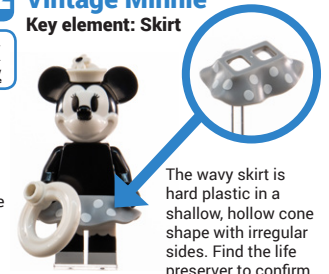 Vintage Minnie
Key element: Skirt
The wavy skirt is
hard plastic in a
shallow, hollow cone
shape with irregular
sides. Find the life
preserver to confirm